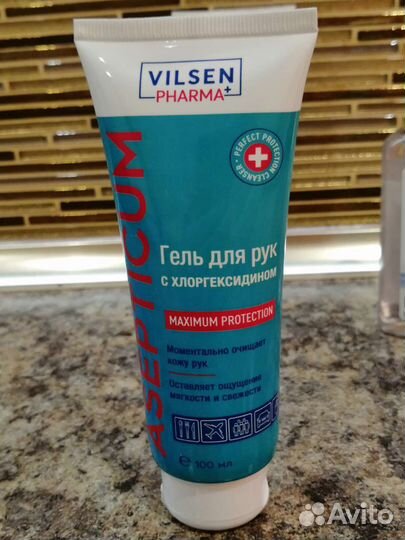 VILSEN
PHARMA+
ASEPTICUM
PERFECT PROTECTION CLEANSER
Гель для рук
с хлоргексидином
MAXIMUM PROTECTION
Моментально очищает
кожу рук
Оставляет ощущение
мягкости и свежести
℮ 100 мл
Avito